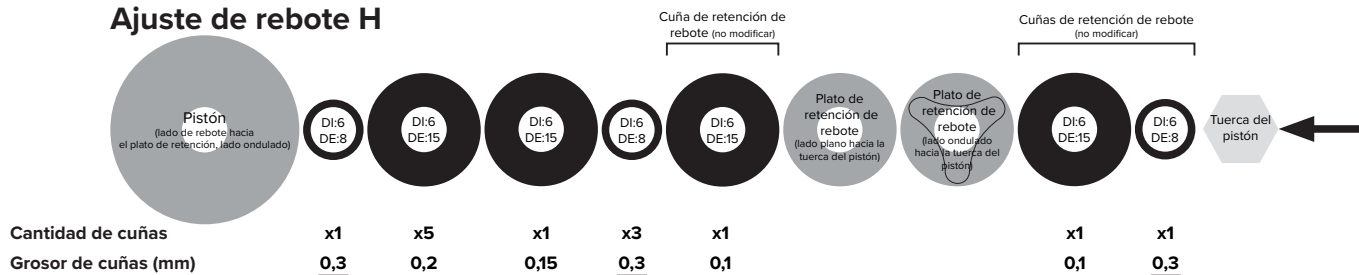 Ajuste de rebote H
Cuña de retención de
rebote (no modificar)
Cuñas de retención de rebote
(no modificar)
Pistón
(lado de rebote hacia
el plato de retención, lado ondulado)
DI:6
DE:8
DI:6
DE:15
DI:6
DE:15
DI:6
DE:8
DI:6
DE:15
Plato de
retención de
rebote
(lado plano hacia la
tuerca del pistón)
Plato de
retención de
rebote
(lado ondulado
hacia la tuerca del
pistón)
DI:6
DE:15
DI:6
DE:8
Tuerca del
pistón
Cantidad de cuñas x1 x5 x1 x3 x1 x1 x1
Grosor de cuñas (mm) 0,3 0,2 0,15 0,3 0,1 0,1 0,3